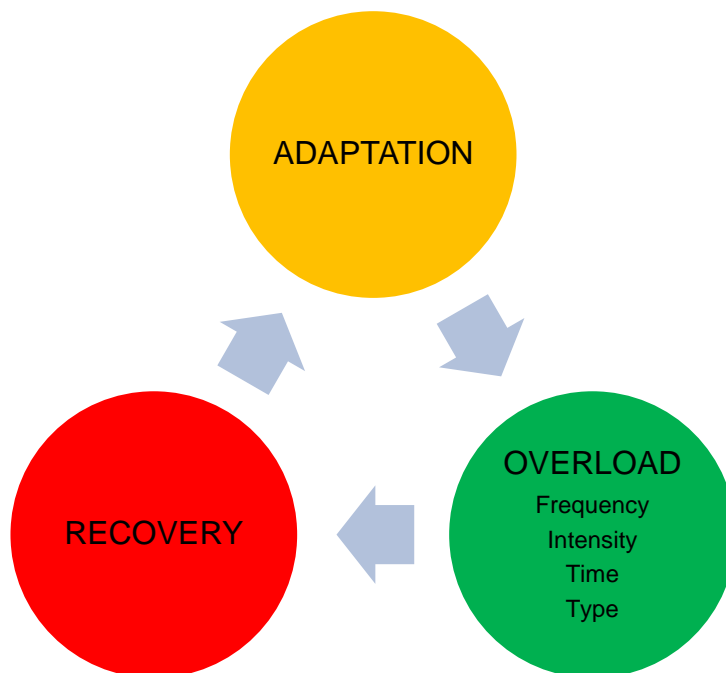 ADAPTATION
OVERLOAD
Frequency
Intensity
Time
Type
RECOVERY